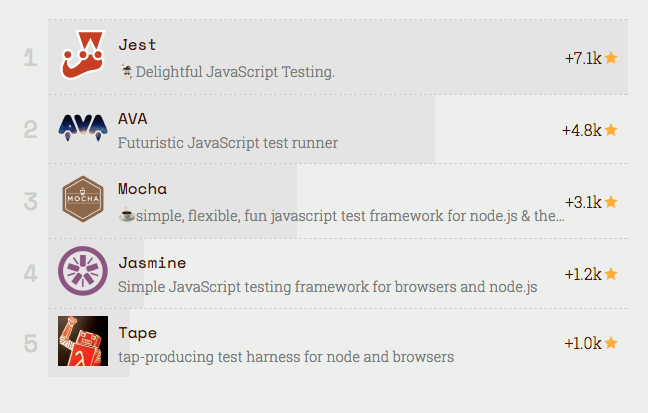 1
Jest
Delightful JavaScript Testing.
+7.1k
2
AVA
AVA
Futuristic JavaScript test runner
+4.8k
3
MOCHA
Mocha
simple, flexible, fun javascript test framework for node.js & the...
+3.1k
4
Jasmine
Simple JavaScript testing framework for browsers and node.js
+1.2k
5
Tape
tap-producing test harness for node and browsers
+1.0k